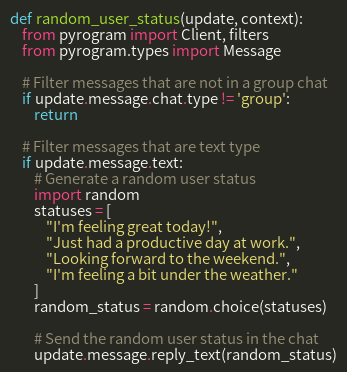 def random_user_status(update, context):
from pyrogram import Client, filters
from pyrogram.types import Message
# Filter messages that are not in a group chat
if update.message.chat.type != 'group':
return
# Filter messages that are text type
if update.message.text:
# Generate a random user status
import random
statuses = [
"I'm feeling great today!",
"Just had a productive day at work.",
"Looking forward to the weekend.",
"I'm feeling a bit under the weather."
]
random_status = random.choice(statuses)
# Send the random user status in the chat
update.message.reply_text(random_status)